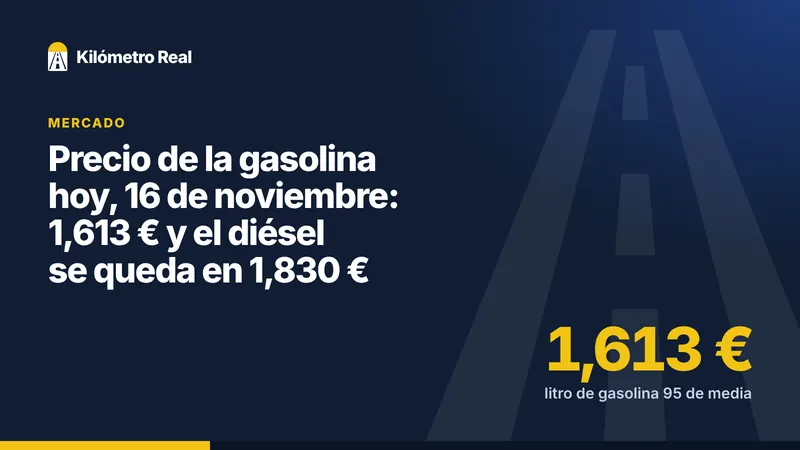 Kilómetro Real
MERCADO
Precio de la gasolina
hoy, 16 de noviembre:
1,613 € y el diésel
se queda en 1,830 €
1,613 €
litro de gasolina 95 de media